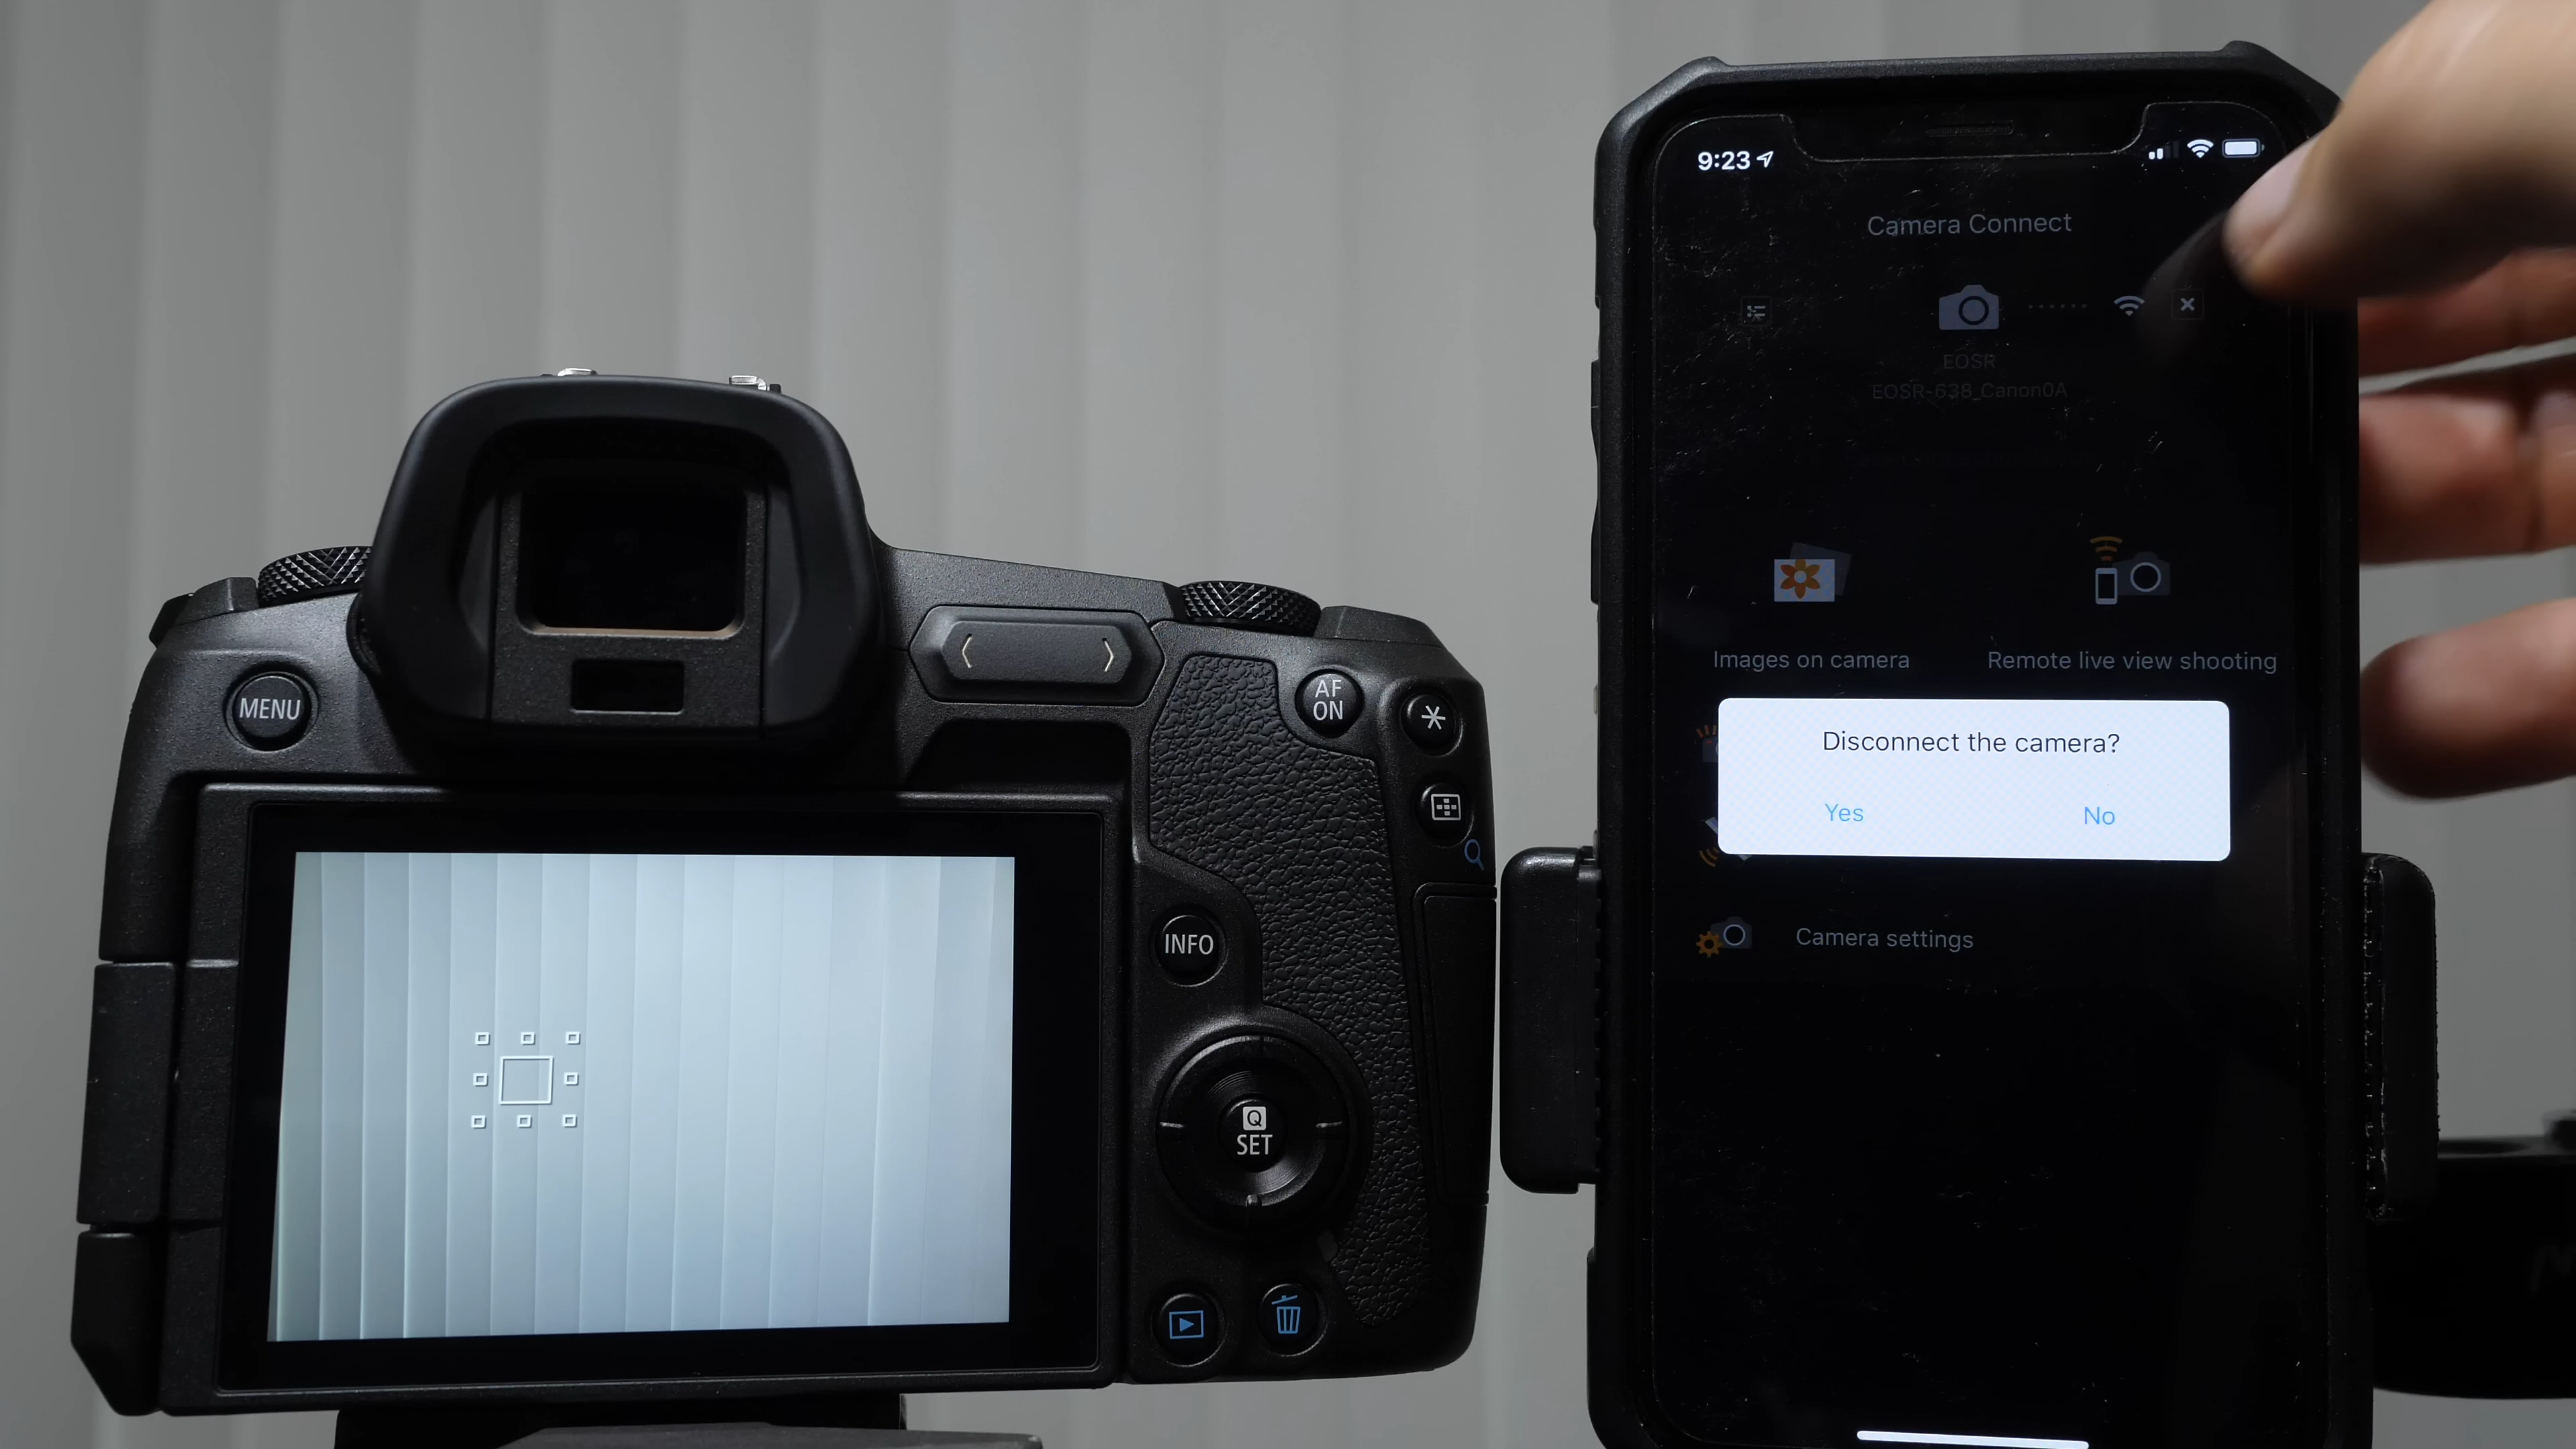 9:23
Camera Connect
EOSR
EOSR-638_Canon0A
Images on camera
Remote live view shooting
Disconnect the camera?
Yes
No
Camera settings
MENU
AF
ON
INFO
Q
SET